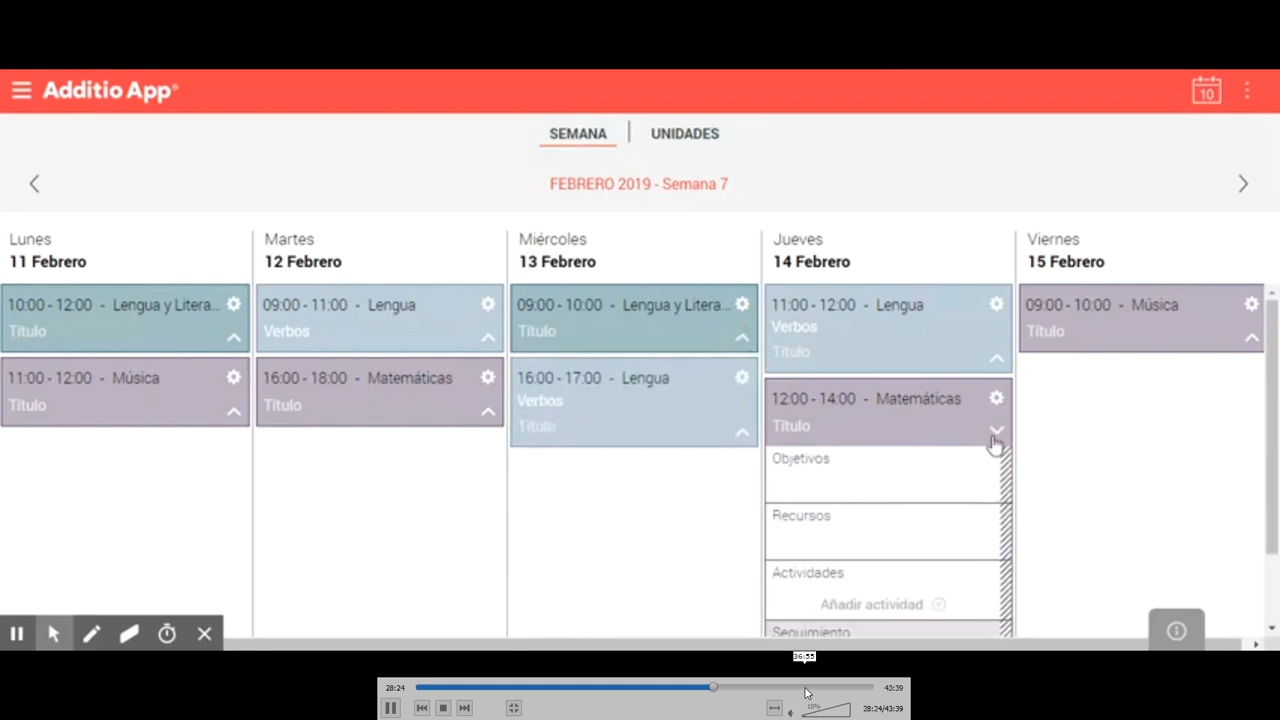 Additio App®
10
SEMANA | UNIDADES
FEBRERO 2019 - Semana 7
Lunes
11 Febrero
10:00 - 12:00 - Lengua y Litera...
Título
11:00 - 12:00 - Música
Título
Martes
12 Febrero
09:00 - 11:00 - Lengua
Verbos
16:00 - 18:00 - Matemáticas
Título
Miércoles
13 Febrero
09:00 - 10:00 - Lengua y Litera...
Título
16:00 - 17:00 - Lengua
Verbos
Título
Jueves
14 Febrero
11:00 - 12:00 - Lengua
Verbos
Título
12:00 - 14:00 - Matemáticas
Título
Objetivos
Recursos
Actividades
Añadir actividad
Seguimiento
Viernes
15 Febrero
09:00 - 10:00 - Música
Título
36:55
28:24
43:39
10%
28:24/43:39